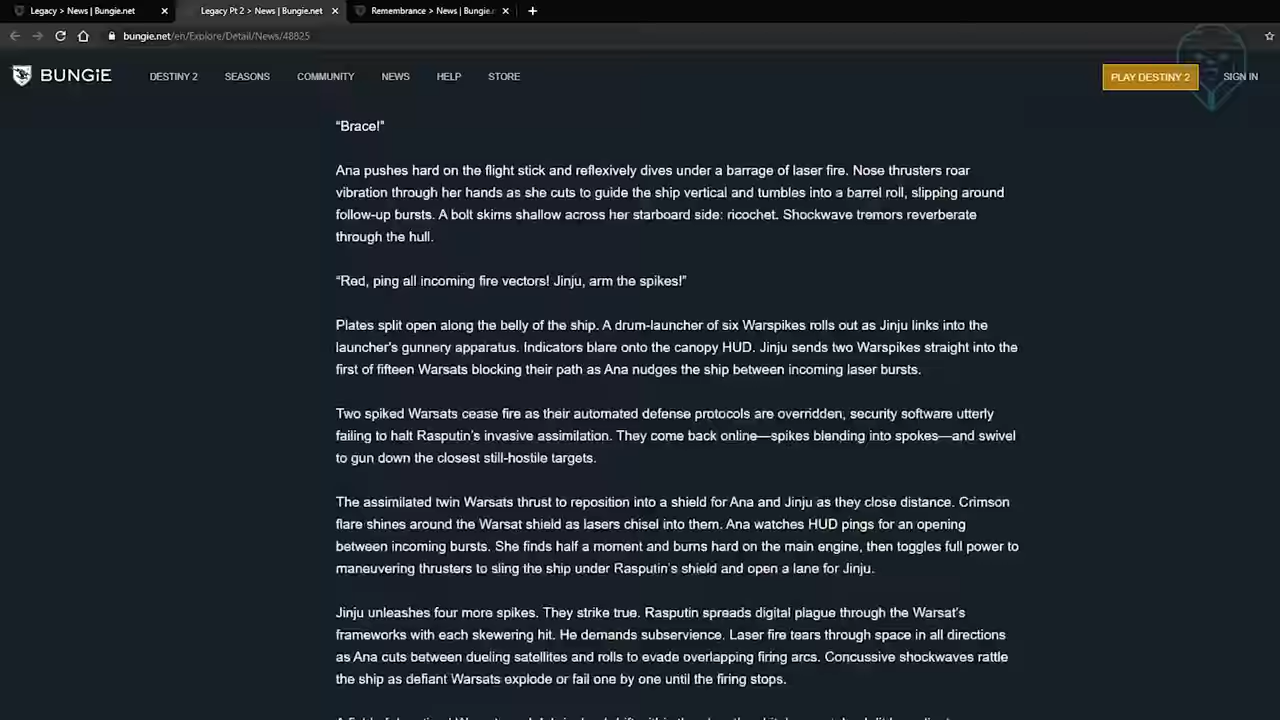 Legacy > News | Bungie.net
Legacy Pt 2 > News | Bungie.net
Remembrance > News | Bungie.
bungie.net/en/Explore/Detail/News/48825
BUNGiE
DESTINY 2
SEASONS
COMMUNITY
NEWS
HELP
STORE
PLAY DESTINY 2
SIGN IN
“Brace!”
Ana pushes hard on the flight stick and reflexively dives under a barrage of laser fire. Nose thrusters roar
vibration through her hands as she cuts to guide the ship vertical and tumbles into a barrel roll, slipping around
follow-up bursts. A bolt skims shallow across her starboard side: ricochet. Shockwave tremors reverberate
through the hull.
“Red, ping all incoming fire vectors! Jinju, arm the spikes!”
Plates split open along the belly of the ship. A drum-launcher of six Warspikes rolls out as Jinju links into the
launcher's gunnery apparatus. Indicators blare onto the canopy HUD. Jinju sends two Warspikes straight into the
first of fifteen Warsats blocking their path as Ana nudges the ship between incoming laser bursts.
Two spiked Warsats cease fire as their automated defense protocols are overridden, security software utterly
failing to halt Rasputin’s invasive assimilation. They come back online—spikes blending into spokes—and swivel
to gun down the closest still-hostile targets.
The assimilated twin Warsats thrust to reposition into a shield for Ana and Jinju as they close distance. Crimson
flare shines around the Warsat shield as lasers chisel into them. Ana watches HUD pings for an opening
between incoming bursts. She finds half a moment and burns hard on the main engine, then toggles full power to
maneuvering thrusters to sling the ship under Rasputin’s shield and open a lane for Jinju.
Jinju unleashes four more spikes. They strike true. Rasputin spreads digital plague through the Warsat’s
frameworks with each skewering hit. He demands subservience. Laser fire tears through space in all directions
as Ana cuts between dueling satellites and rolls to evade overlapping firing arcs. Concussive shockwaves rattle
the ship as defiant Warsats explode or fail one by one until the firing stops.